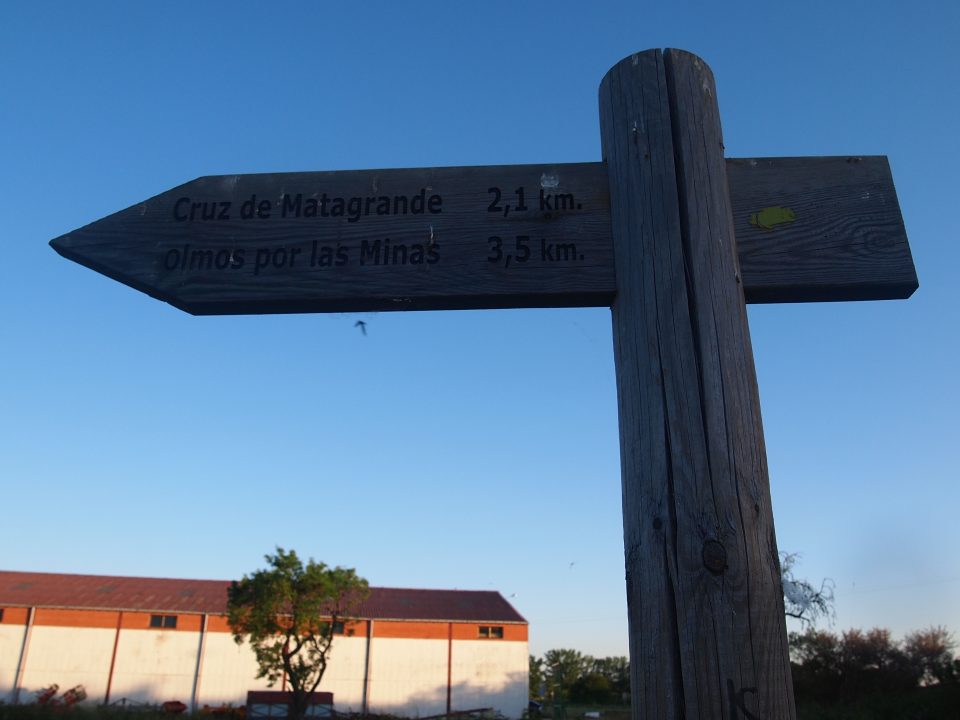 Cruz de Matagrande 2,1 km.
olmos por las Minas 3,5 km.